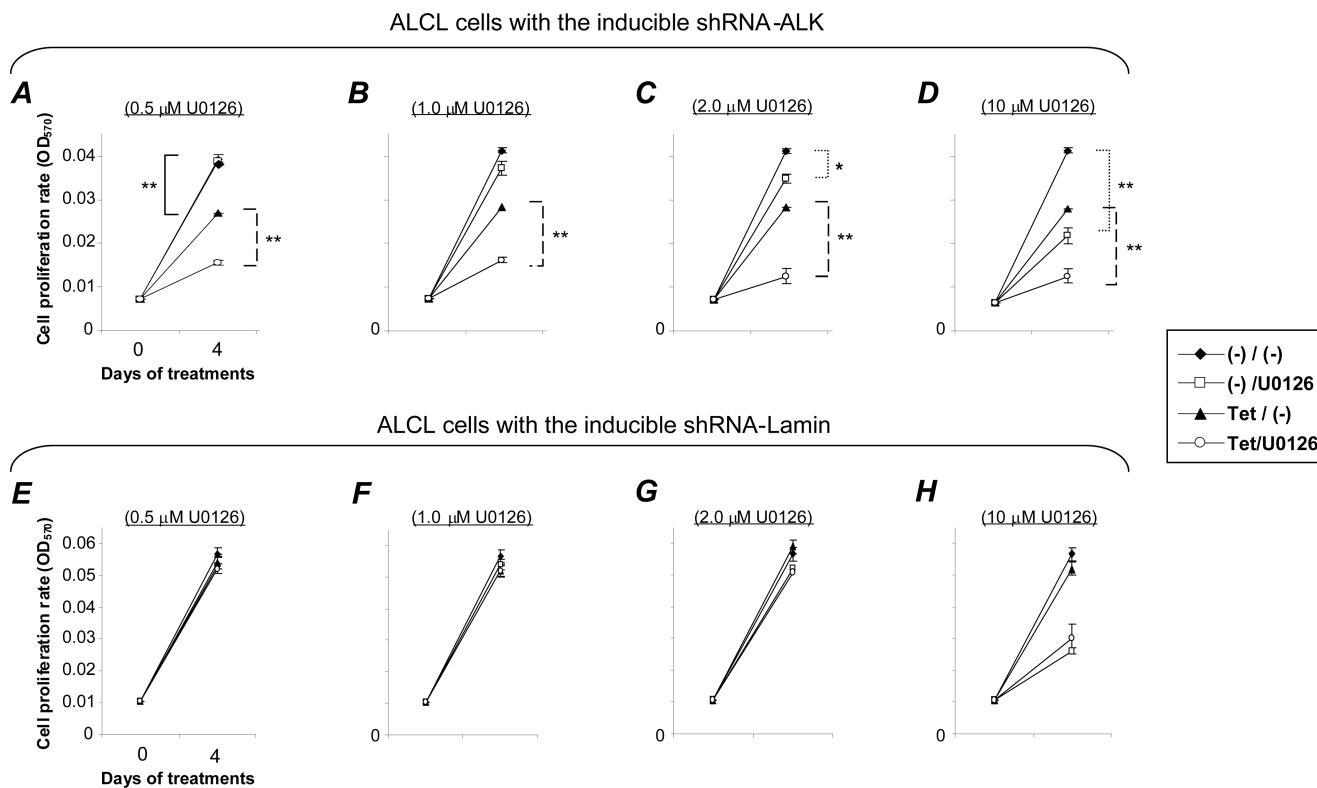 ALCL cells with the inducible shRNA-ALK
A B C D
(0.5 μM U0126) (1.0 μM U0126) (2.0 μM U0126) (10 μM U0126)
Cell proliferation rate (OD570)
0.04
0.03
0.02
0.01
0 0 0 0
** ** ** * ** ** **
0 4
Days of treatments
(-) / (-)
(-) /U0126
Tet / (-)
Tet/U0126
ALCL cells with the inducible shRNA-Lamin
E F G H
(0.5 μM U0126) (1.0 μM U0126) (2.0 μM U0126) (10 μM U0126)
Cell proliferation rate (OD570)
0.06
0.05
0.04
0.03
0.02
0.01
0 0 0 0
0 4
Days of treatments